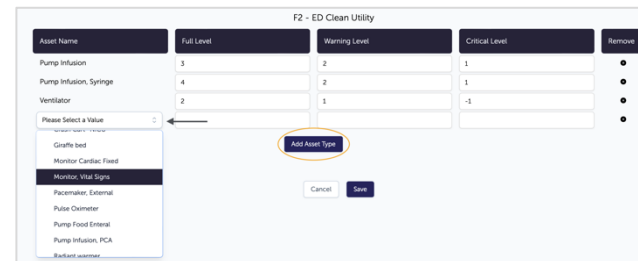 F2 - ED Clean Utility
Asset Name Full Level Warning Level Critical Level Remove
Pump Infusion 3 2 1
Pump Infusion, Syringe 4 2 1
Ventilator 2 1 -1
Please Select a Value
Giraffe bed
Add Asset Type
Monitor Cardiac Fixed
Monitor, Vital Signs
Pacemaker, External
Cancel Save
Pulse Oximeter
Pump Food Enteral
Pump Infusion, PCA
Radiant warmer